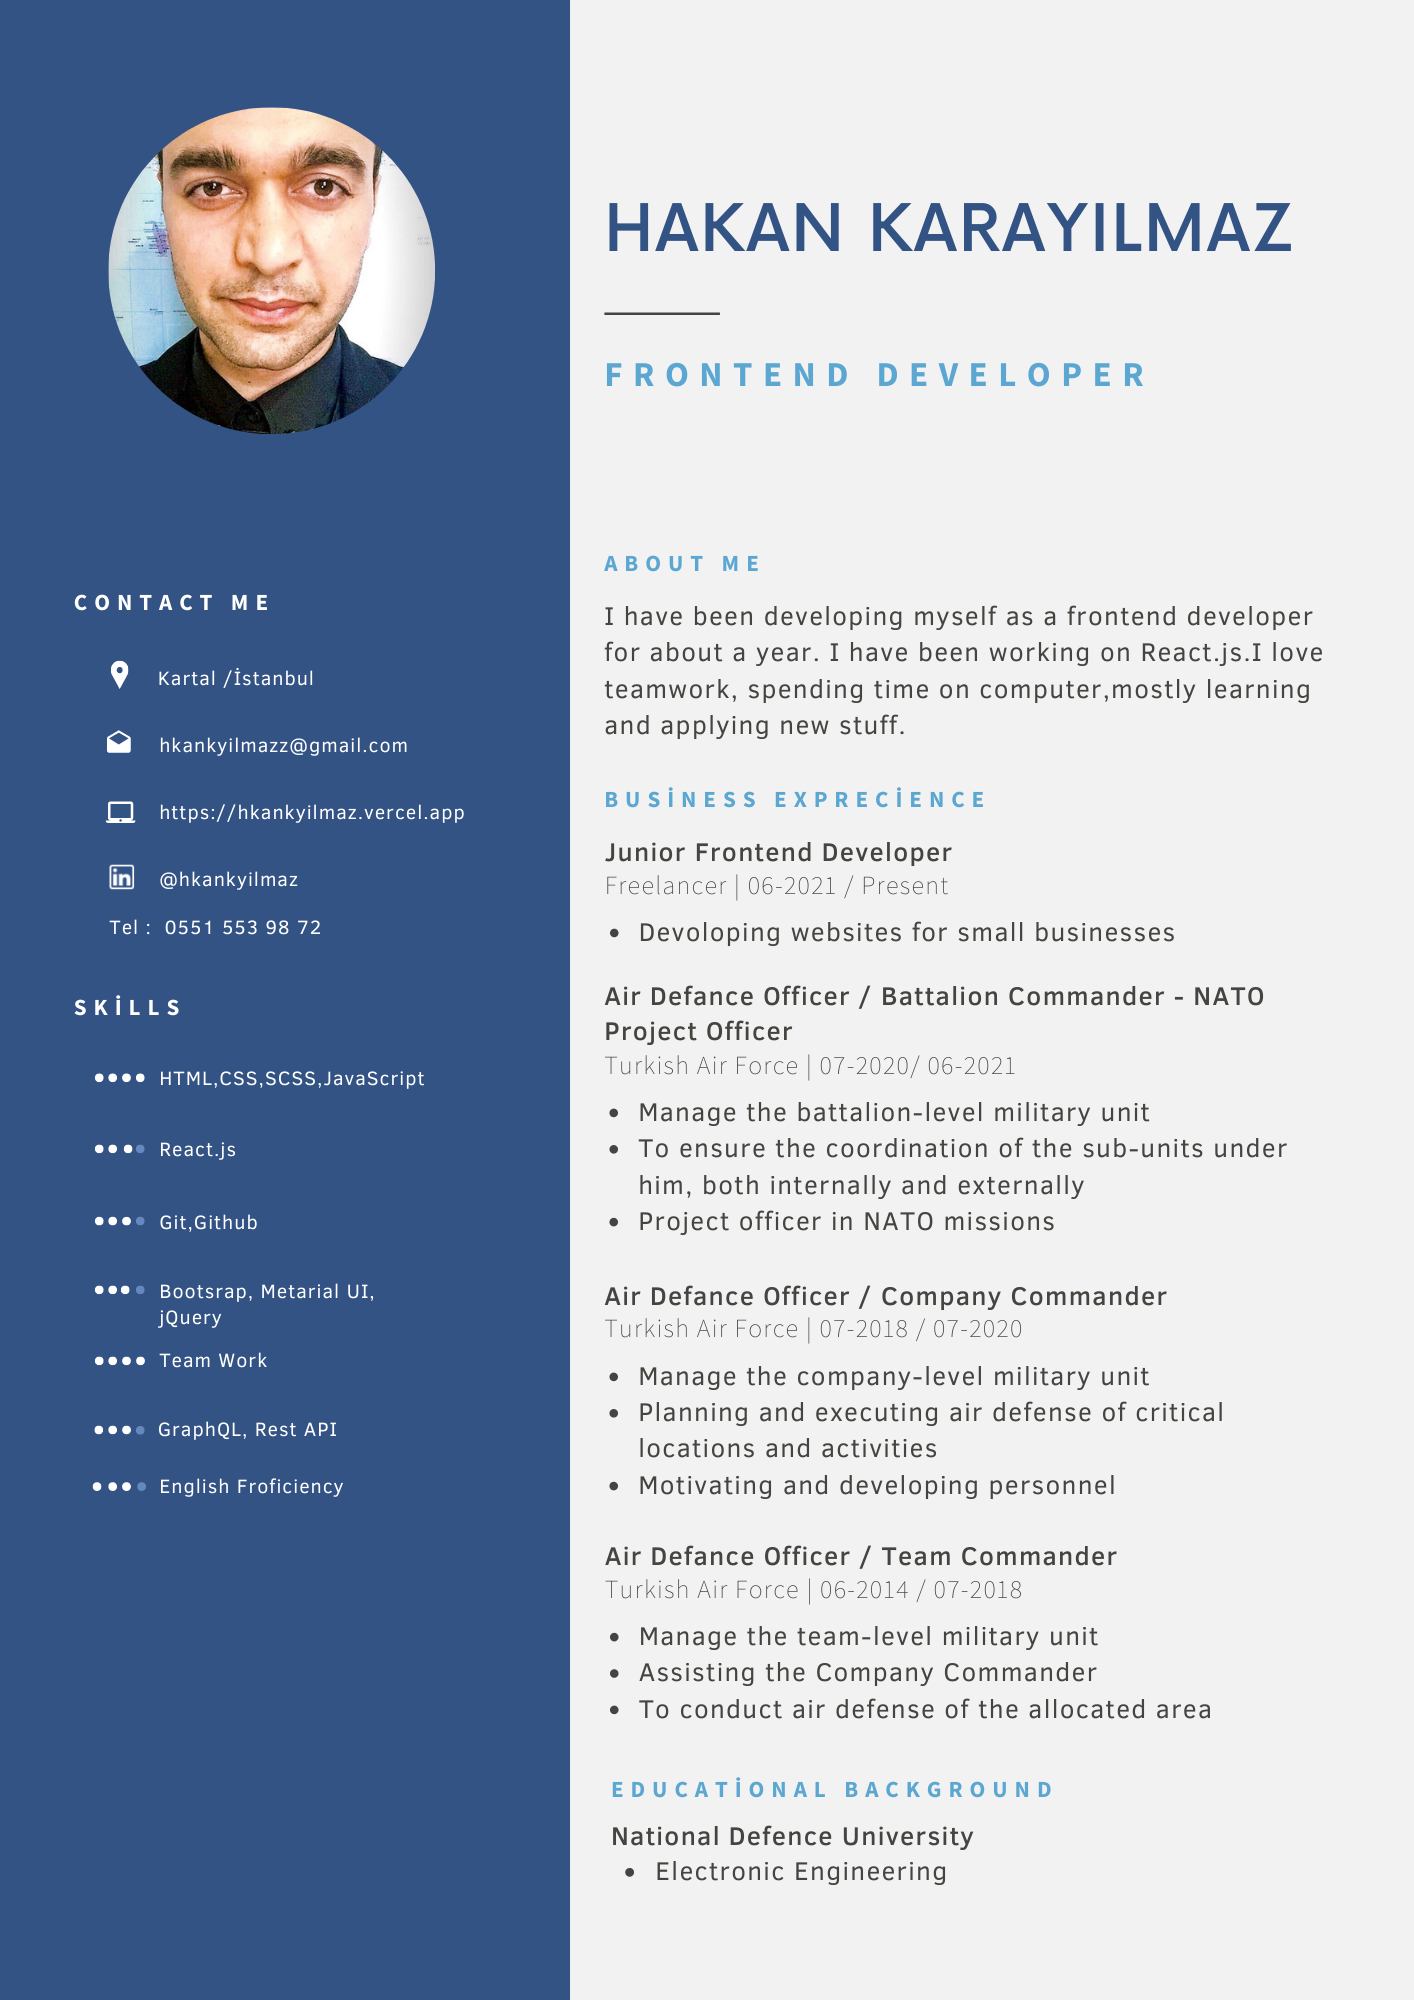 HAKAN KARAYILMAZ
FRONTEND DEVELOPER
CONTACT ME
Kartal /İstanbul
hkankyilmazz@gmail.com
https://hkankyilmaz.vercel.app
@hkankyilmaz
Tel : 0551 553 98 72
SKİLLS
HTML,CSS,SCSS,JavaScript
React.js
Git,Github
Bootsrap, Metarial UI,
jQuery
Team Work
GraphQL, Rest API
English Froficiency
ABOUT ME
I have been developing myself as a frontend developer
for about a year. I have been working on React.js.I love
teamwork, spending time on computer,mostly learning
and applying new stuff.
BUSİNESS EXPRECİENCE
Junior Frontend Developer
Freelancer | 06-2021 / Present
• Devoloping websites for small businesses
Air Defance Officer / Battalion Commander - NATO
Project Officer
Turkish Air Force | 07-2020/ 06-2021
• Manage the battalion-level military unit
• To ensure the coordination of the sub-units under
him, both internally and externally
• Project officer in NATO missions
Air Defance Officer / Company Commander
Turkish Air Force | 07-2018 / 07-2020
• Manage the company-level military unit
• Planning and executing air defense of critical
locations and activities
• Motivating and developing personnel
Air Defance Officer / Team Commander
Turkish Air Force | 06-2014 / 07-2018
• Manage the team-level military unit
• Assisting the Company Commander
• To conduct air defense of the allocated area
EDUCATİONAL BACKGROUND
National Defence University
• Electronic Engineering